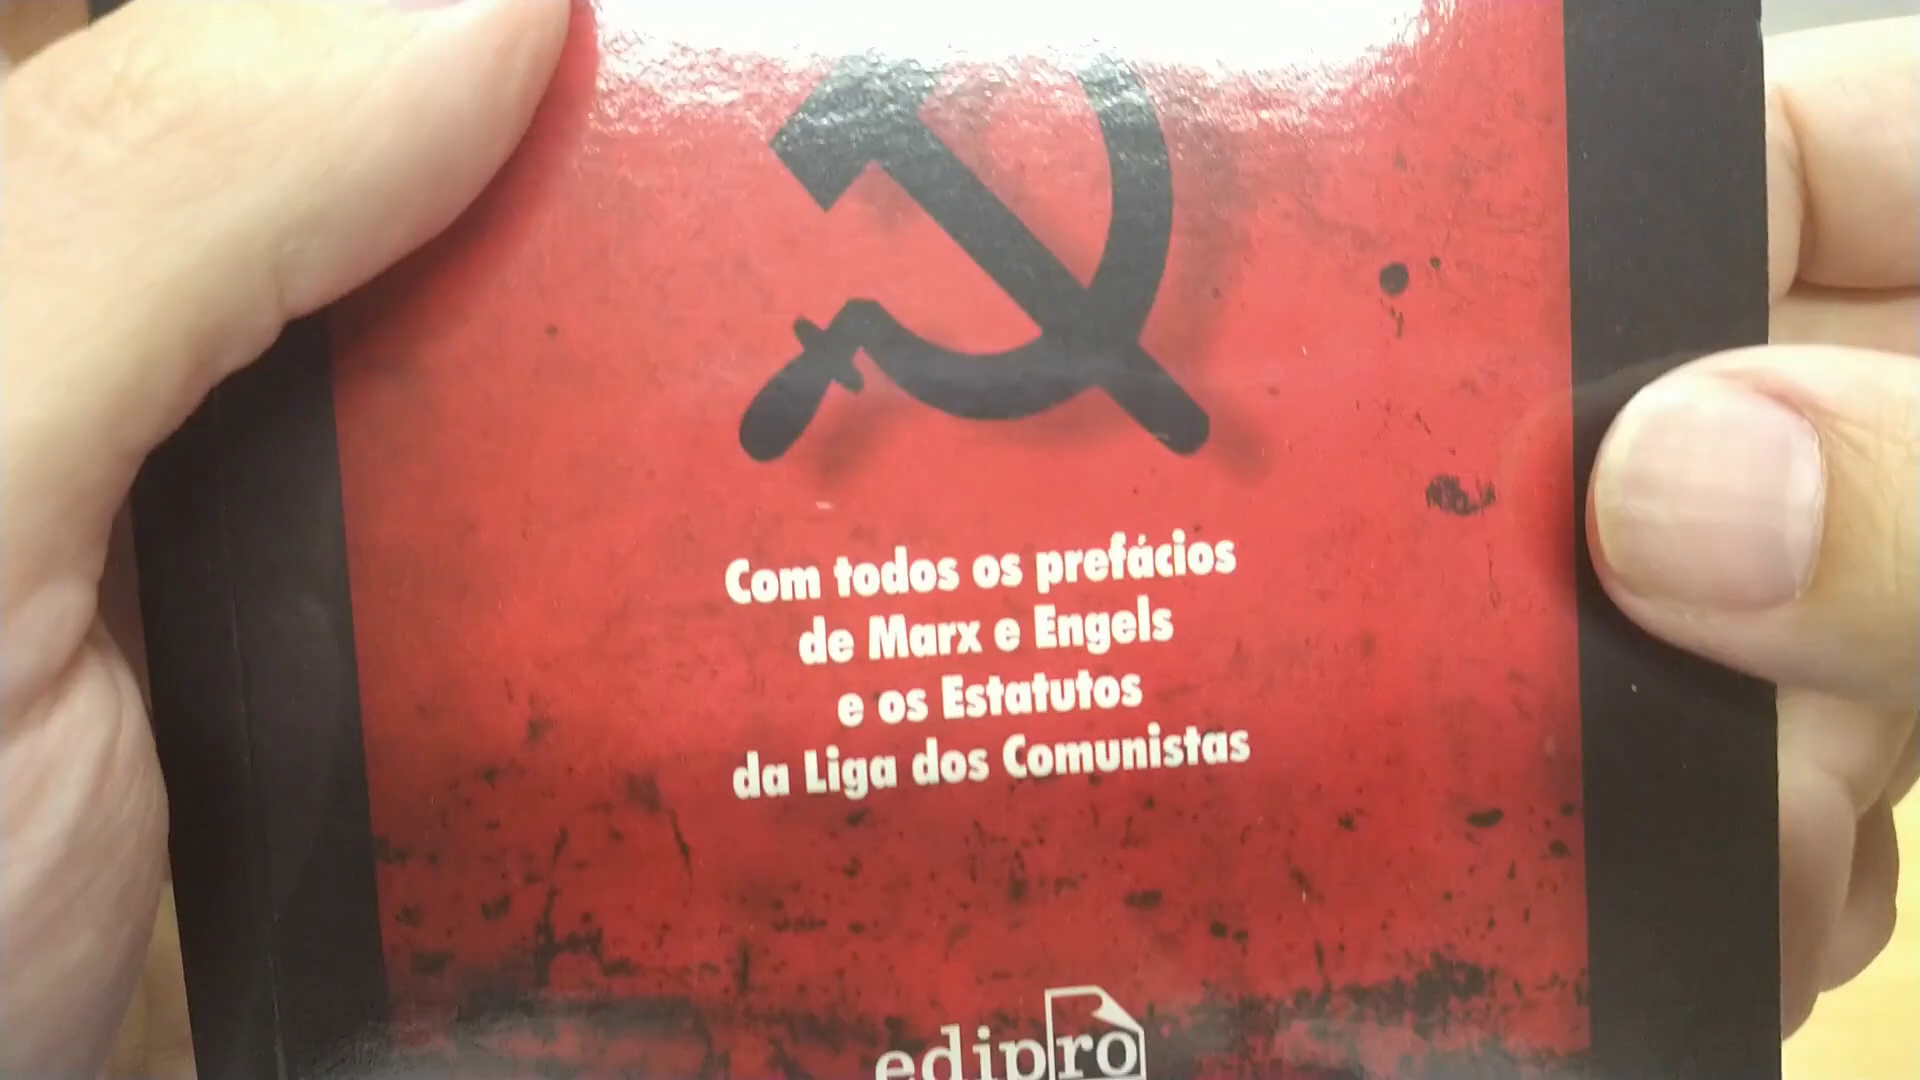 Com todos os prefácios
de Marx e Engels
e os Estatutos
da Liga dos Comunistas
edipro